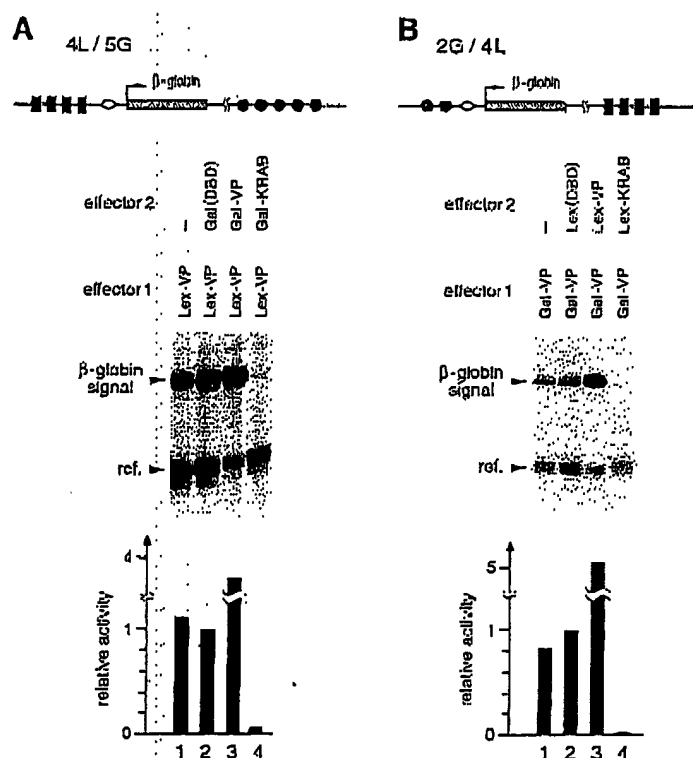 A
4L / 5G
β-globin
effector 2
–
Gal(DBD)
Gal-VP
Gal-KRAB
effector 1
Lex-VP
Lex-VP
Lex-VP
Lex-VP
β-globin
signal
ref.
relative activity
4
1
0
1 2 3 4
B
2G / 4L
β-globin
effector 2
–
Lex(DBD)
Lex-VP
Lex-KRAB
effector 1
Gal-VP
Gal-VP
Gal-VP
Gal-VP
β-globin
signal
ref.
relative activity
5
1
0
1 2 3 4